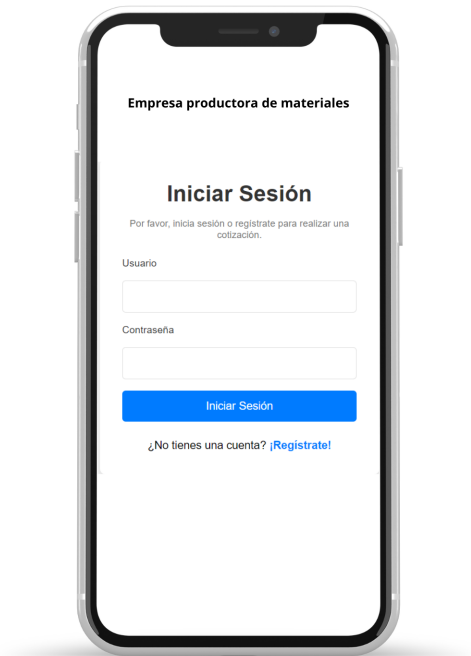 Empresa productora de materiales
Iniciar Sesión
Por favor, inicia sesión o regístrate para realizar una
cotización.
Usuario
Contraseña
Iniciar Sesión
¿No tienes una cuenta? ¡Regístrate!